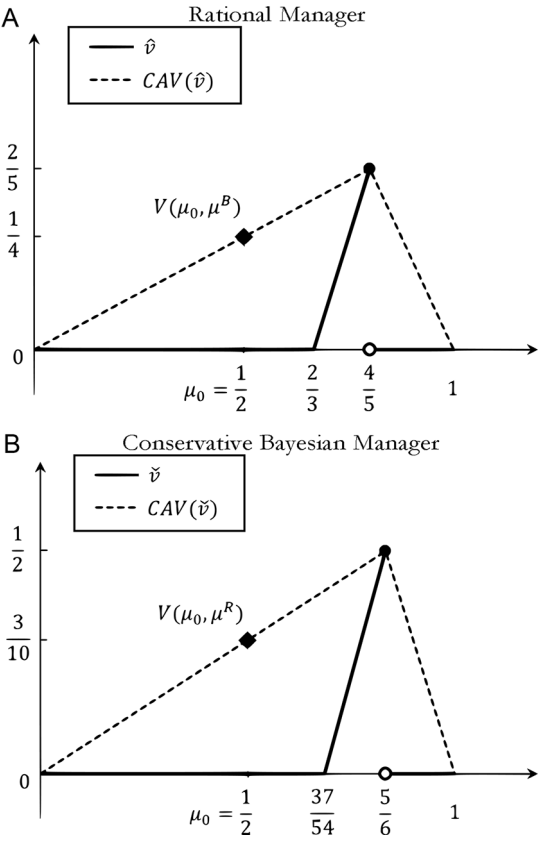 A
Rational Manager
v̂
CAV(v̂)
2/5
V(μ₀, μᴮ)
1/4
0
μ₀ = 1/2 2/3 4/5 1
B
Conservative Bayesian Manager
v̌
CAV(v̌)
1/2
V(μ₀, μᴿ)
3/10
0
μ₀ = 1/2 37/54 5/6 1